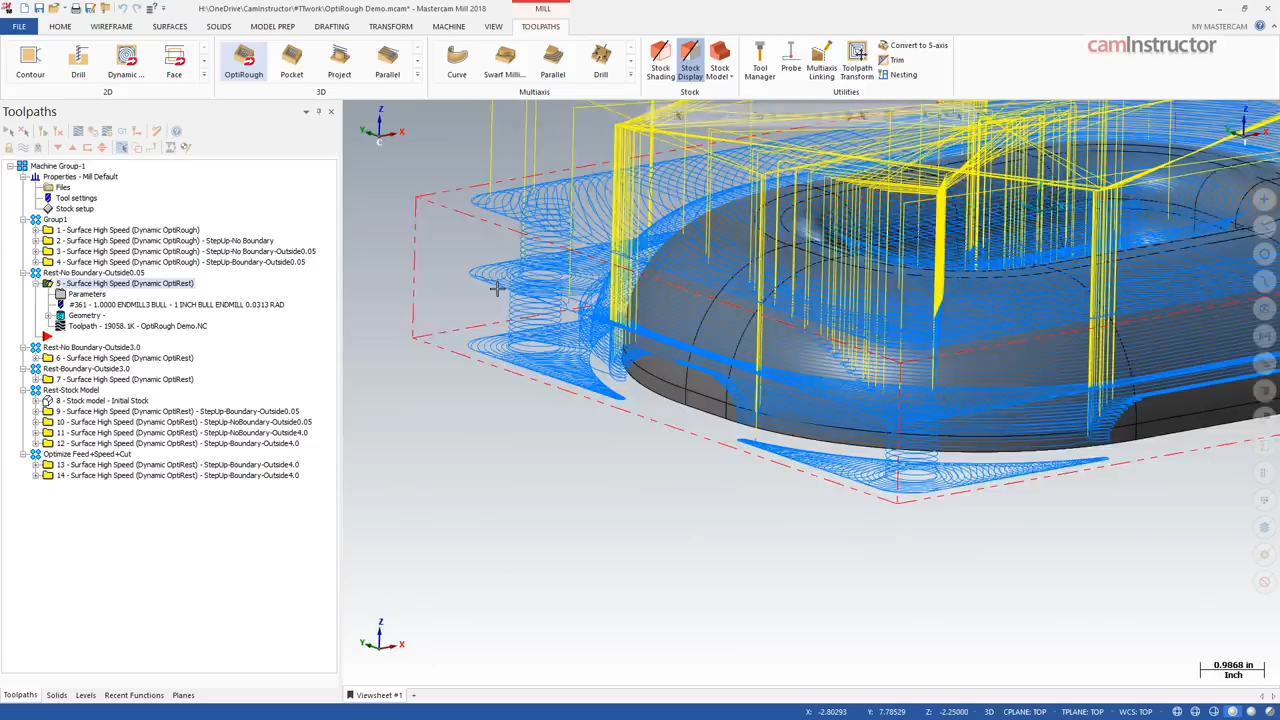 H:\OneDrive\CamInstructor\#TTwork\OptiRough Demo.mcam* - Mastercam Mill 2018
MILL
FILE HOME WIREFRAME SURFACES SOLIDS MODEL PREP DRAFTING TRANSFORM MACHINE VIEW TOOLPATHS MY MASTERCAM
Contour Drill Dynamic ... Face OptiRough Pocket Project Parallel Curve Swarf Milli... Parallel Drill Stock Shading Stock Display Stock Model Tool Manager Probe Multiaxis Linking Toolpath Transform Convert to 5-axis Trim Nesting
camInstructor
2D 3D Multiaxis Stock Utilities
Toolpaths
Machine Group-1
Properties - Mill Default
Files
Tool settings
Stock setup
Group1
1 - Surface High Speed (Dynamic OptiRough)
2 - Surface High Speed (Dynamic OptiRough) - StepUp-No Boundary
3 - Surface High Speed (Dynamic OptiRough) - StepUp-No Boundary-Outside0.05
4 - Surface High Speed (Dynamic OptiRough) - StepUp-Boundary-Outside0.05
Rest-No Boundary-Outside0.05
5 - Surface High Speed (Dynamic OptiRest)
Parameters
#361 - 1.0000 ENDMILL3 BULL - 1 INCH BULL ENDMILL 0.0313 RAD
Geometry -
Toolpath - 19058.1K - OptiRough Demo.NC
Rest-No Boundary-Outside3.0
6 - Surface High Speed (Dynamic OptiRest)
Rest-Boundary-Outside3.0
7 - Surface High Speed (Dynamic OptiRest)
Rest-Stock Model
8 - Stock model - Initial Stock
9 - Surface High Speed (Dynamic OptiRest) - StepUp-Boundary-Outside0.05
10 - Surface High Speed (Dynamic OptiRest) - StepUp-NoBoundary-Outside0.05
11 - Surface High Speed (Dynamic OptiRest) - StepUp-NoBoundary-Outside4.0
12 - Surface High Speed (Dynamic OptiRest) - StepUp-Boundary-Outside4.0
Optimize Feed+Speed+Cut
13 - Surface High Speed (Dynamic OptiRest) - StepUp-Boundary-Outside4.0
14 - Surface High Speed (Dynamic OptiRest) - StepUp-Boundary-Outside4.0
Z
Y X
C
Z
Y X
T
Z
Y X
0.9868 in
Inch
Toolpaths Solids Levels Recent Functions Planes
Viewsheet #1 +
X: -2.80293 Y: 7.78529 Z: -2.25000 3D CPLANE: TOP TPLANE: TOP WCS: TOP